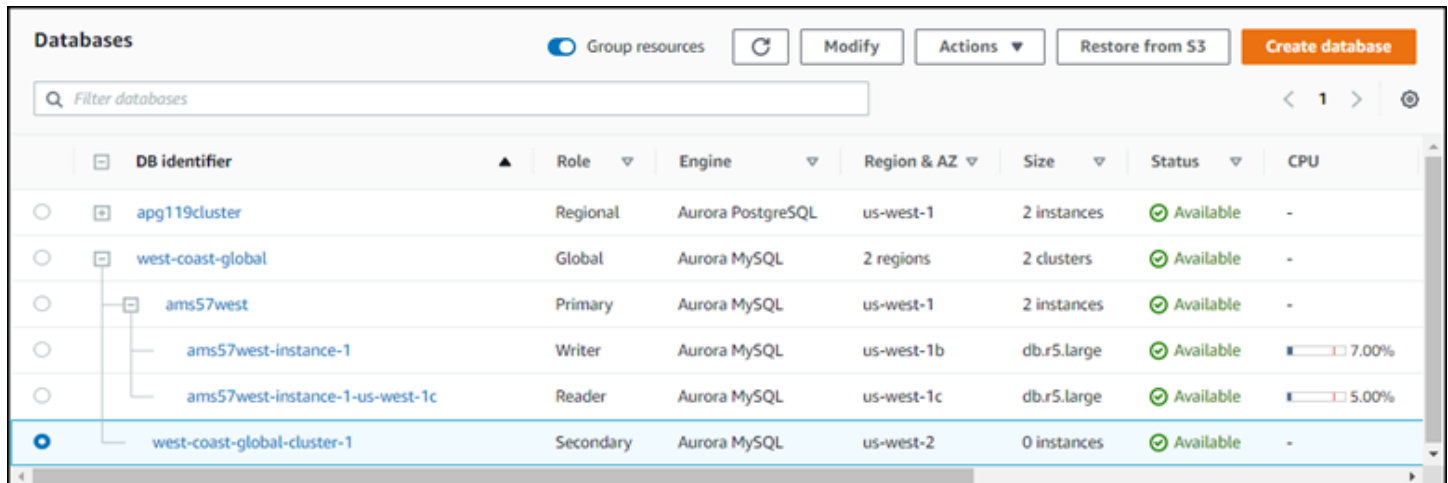 Databases Group resources Modify Actions Restore from S3 Create database
Filter databases 1
DB identifier Role Engine Region & AZ Size Status CPU
apg119cluster Regional Aurora PostgreSQL us-west-1 2 instances Available -
west-coast-global Global Aurora MySQL 2 regions 2 clusters Available -
ams57west Primary Aurora MySQL us-west-1 2 instances Available -
ams57west-instance-1 Writer Aurora MySQL us-west-1b db.r5.large Available 7.00%
ams57west-instance-1-us-west-1c Reader Aurora MySQL us-west-1c db.r5.large Available 5.00%
west-coast-global-cluster-1 Secondary Aurora MySQL us-west-2 0 instances Available -